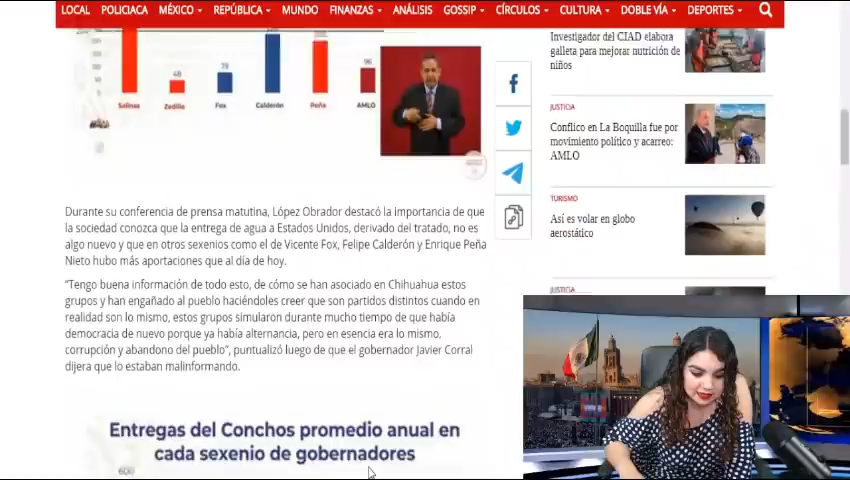 LOCAL POLICIACA MÉXICO REPÚBLICA MUNDO FINANZAS ANÁLISIS GOSSIP CÍRCULOS CULTURA DOBLE VÍA DEPORTES
Salinas Zedillo Fox Calderón Peña AMLO
Durante su conferencia de prensa matutina, López Obrador destacó la importancia de que
la sociedad conozca que la entrega de agua a Estados Unidos, derivado del tratado, no es
algo nuevo y que en otros sexenios como el de Vicente Fox, Felipe Calderón y Enrique Peña
Nieto hubo más aportaciones que al día de hoy.
“Tengo buena información de todo esto, de cómo se han asociado en Chihuahua estos
grupos y han engañado al pueblo haciéndoles creer que son partidos distintos cuando en
realidad son lo mismo, estos grupos simularon durante mucho tiempo de que había
democracia de nuevo porque ya había alternancia, pero en esencia era lo mismo,
corrupción y abandono del pueblo”, puntualizó luego de que el gobernador Javier Corral
dijera que lo estaban malinformando.
Entregas del Conchos promedio anual en
cada sexenio de gobernadores
600
Investigador del CIAD elabora
galleta para mejorar nutrición de
niños
JUSTICIA
Conflico en La Boquilla fue por
movimiento político y acarreo:
AMLO
TURISMO
Así es volar en globo
aerostático